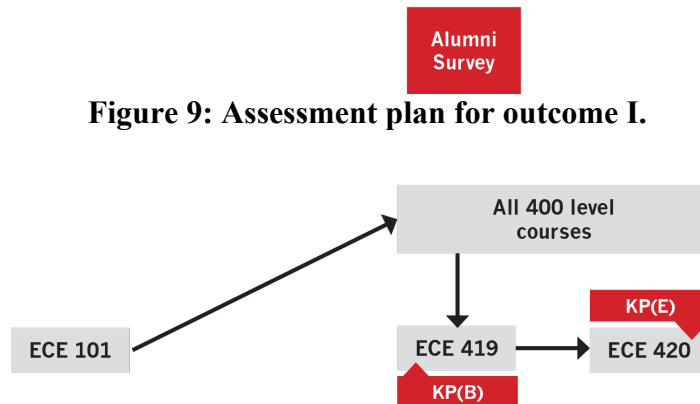 Alumni
Survey
Figure 9: Assessment plan for outcome I.
All 400 level
courses
KP(E)
ECE 101
ECE 419
ECE 420
KP(B)